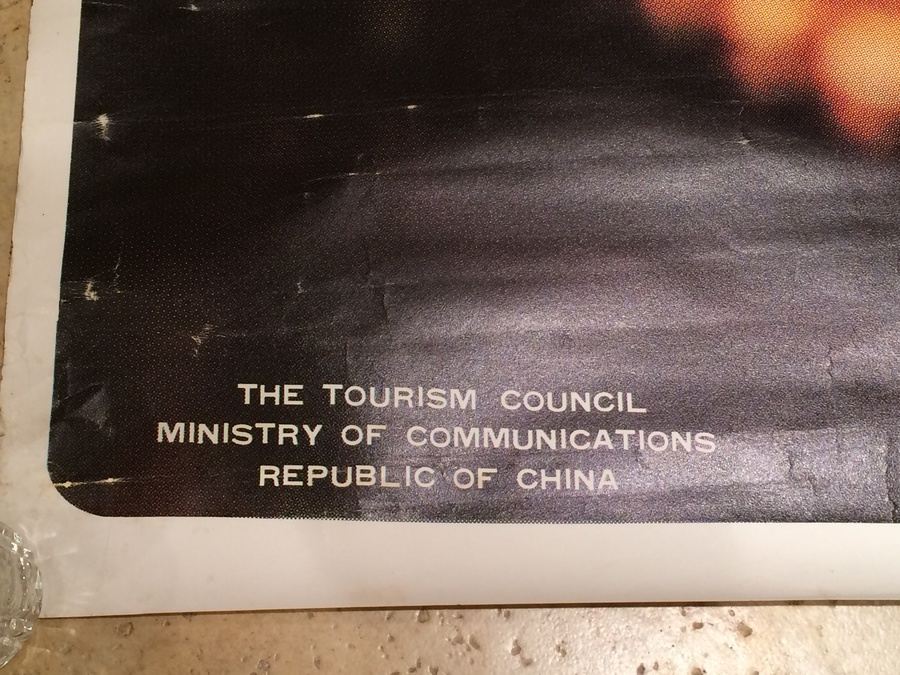 THE TOURISM COUNCIL
MINISTRY OF COMMUNICATIONS
REPUBLIC OF CHINA